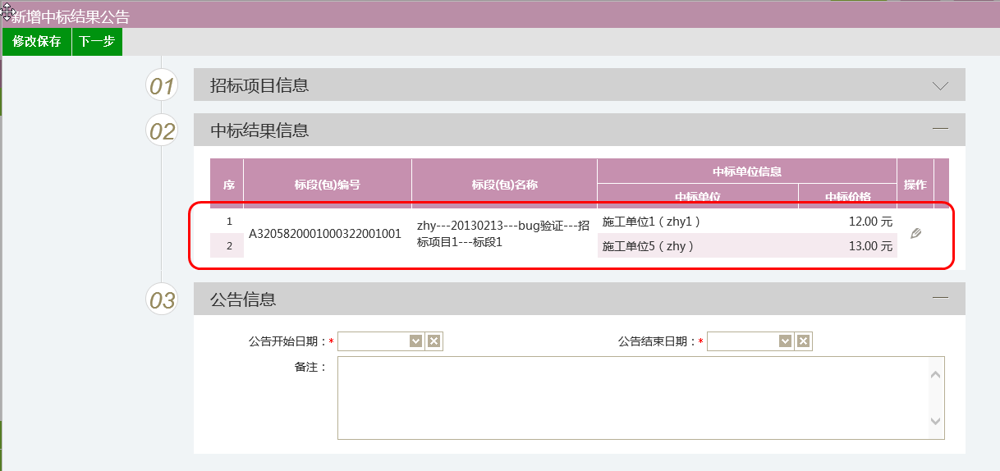 新增中标结果公告
修改保存 下一步
01 招标项目信息
02 中标结果信息
序 标段(包)编号 标段(包)名称 中标单位信息 操作
中标单位 中标价格
1 施工单位1（zhy1） 12.00 元
A3205820001000322001001 zhy---20130213---bug验证---招
标项目1---标段1
2 施工单位5（zhy） 13.00 元
03 公告信息
公告开始日期：* 公告结束日期：*
备注：